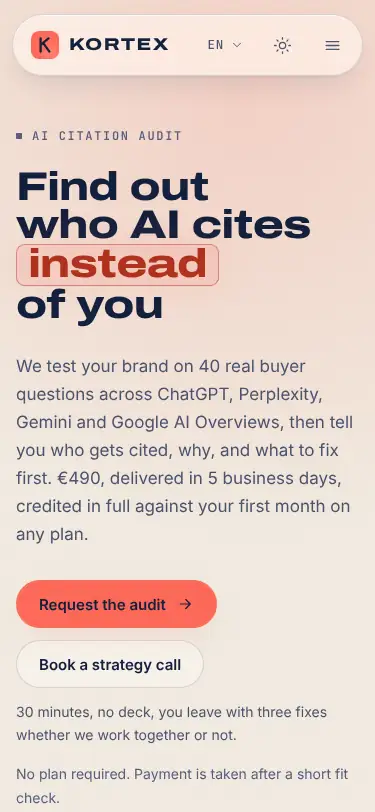 KORTEX
EN
AI CITATION AUDIT
Find out
who AI cites
instead
of you
We test your brand on 40 real buyer
questions across ChatGPT, Perplexity,
Gemini and Google AI Overviews, then tell
you who gets cited, why, and what to fix
first. €490, delivered in 5 business days,
credited in full against your first month on
any plan.
Request the audit
Book a strategy call
30 minutes, no deck, you leave with three fixes
whether we work together or not.
No plan required. Payment is taken after a short fit
check.